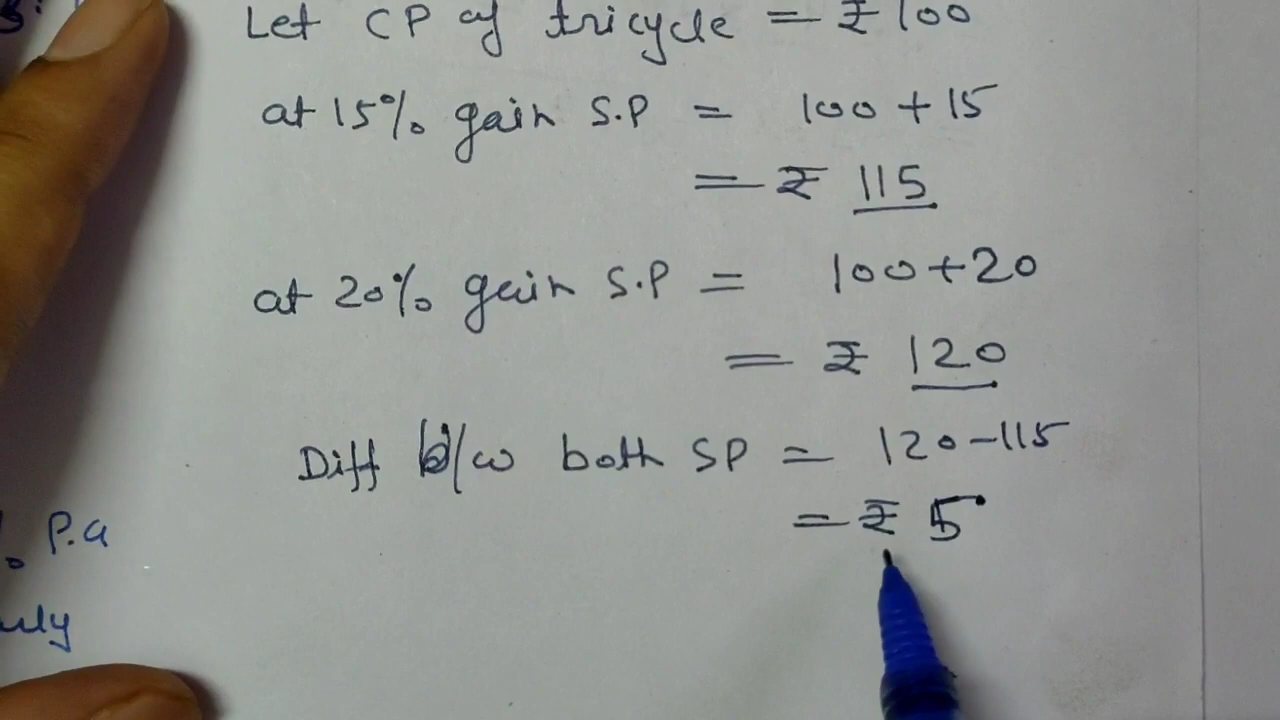 Let CP of tricycle = ₹ 100
at 15% gain S.P = 100 + 15
= ₹ 115
at 20% gain S.P = 100 + 20
= ₹ 120
Diff b/w both SP = 120 - 115
= ₹ 5
P.a